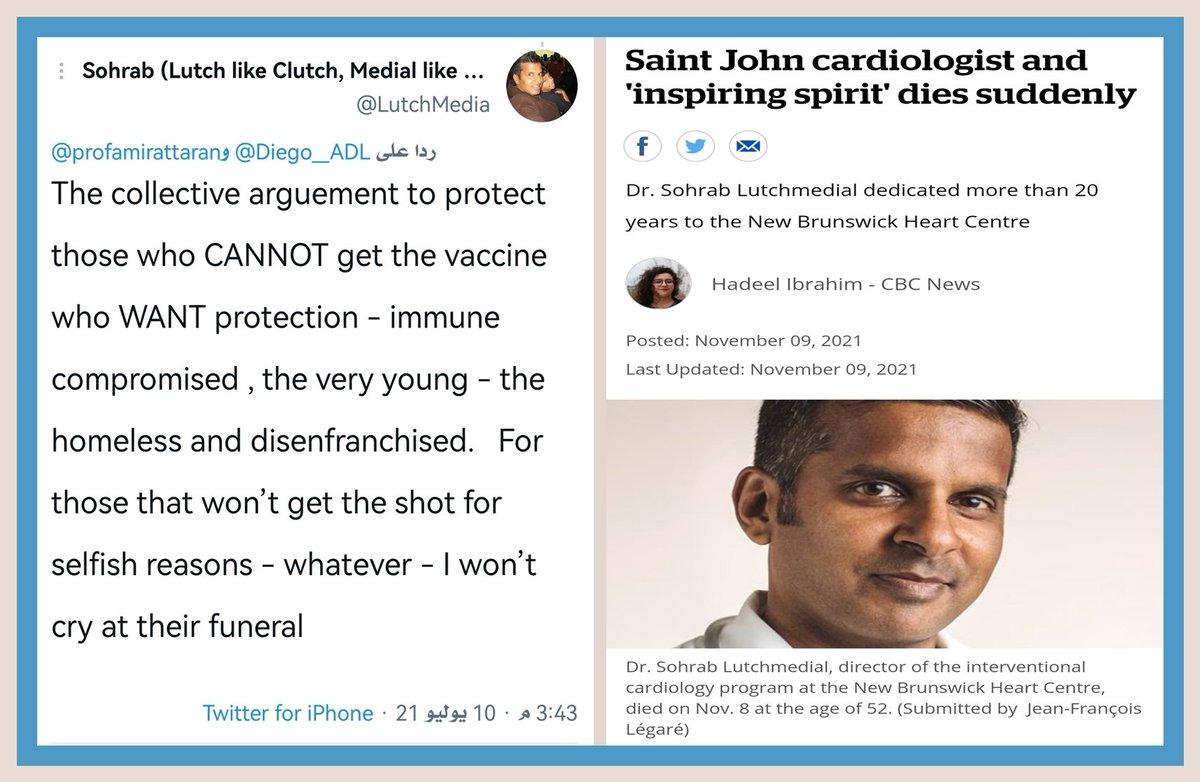 Sohrab (Lutch like Clutch, Medial like ...
@LutchMedia
ردا على @Diego__ADL و@profamirattaran
The collective arguement to protect
those who CANNOT get the vaccine
who WANT protection - immune
compromised , the very young - the
homeless and disenfranchised.   For
those that won't get the shot for
selfish reasons - whatever - I won't
cry at their funeral
3:43 م · 10 يوليو 21 · Twitter for iPhone
Saint John cardiologist and
'inspiring spirit' dies suddenly
Dr. Sohrab Lutchmedial dedicated more than 20
years to the New Brunswick Heart Centre
Hadeel Ibrahim - CBC News
Posted: November 09, 2021
Last Updated: November 09, 2021
Dr. Sohrab Lutchmedial, director of the interventional
cardiology program at the New Brunswick Heart Centre,
died on Nov. 8 at the age of 52. (Submitted by  Jean-François
Légaré)